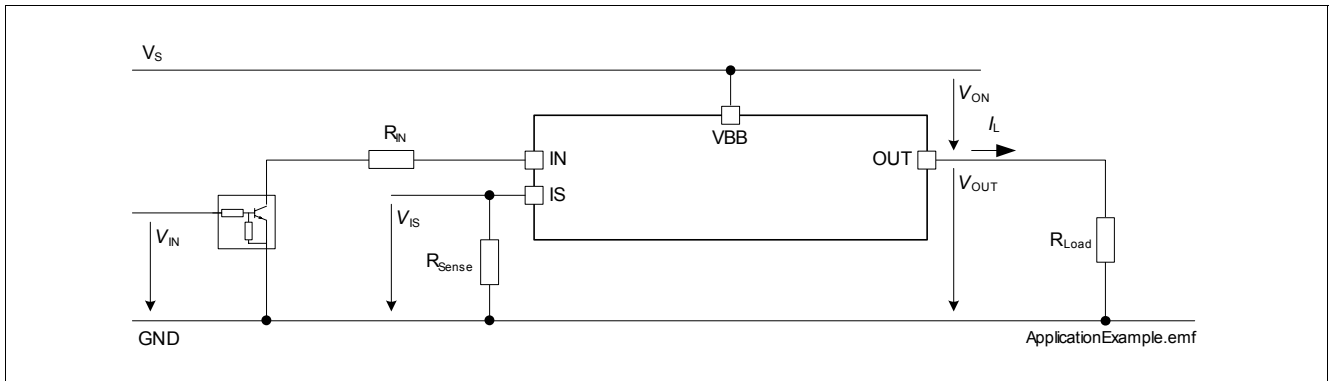 VS
VON
RIN
VBB
IL
IN
OUT
IS
VOUT
VIS
VIN
RLoad
RSense
GND
ApplicationExample.emf